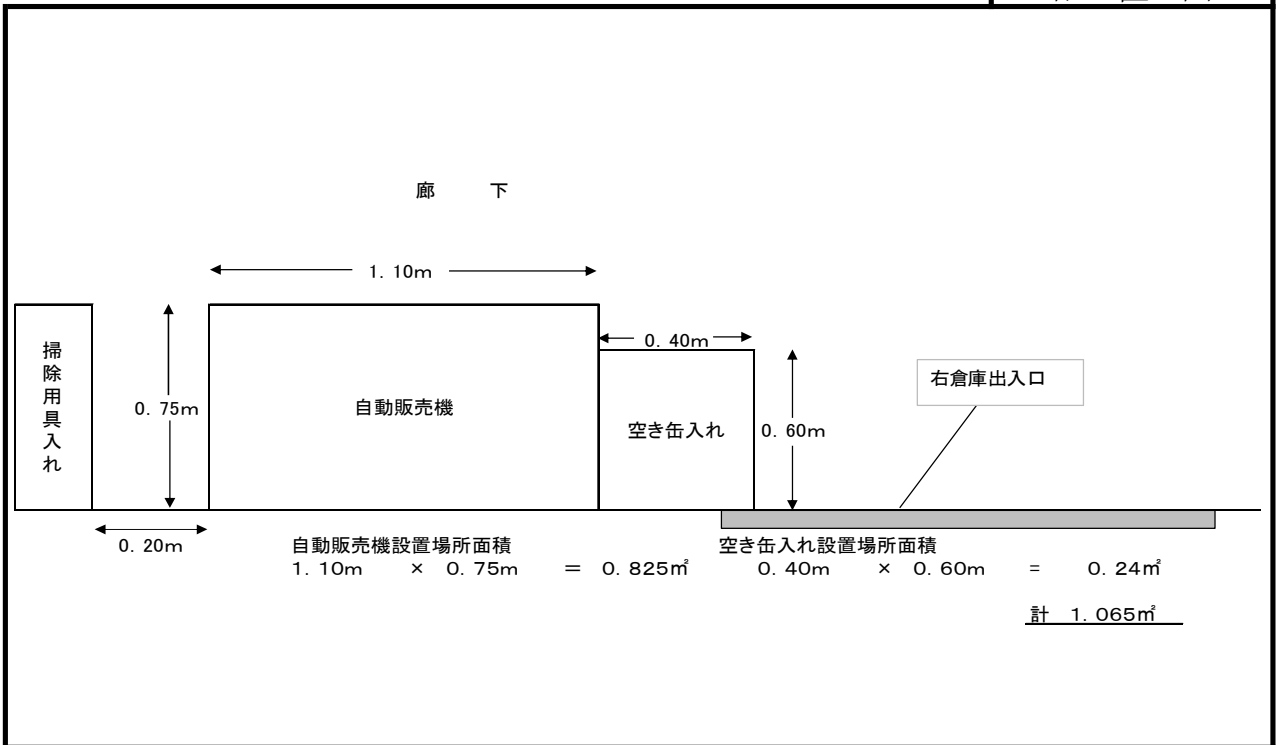 廊　　下
1. 10m
0. 40m
掃除用具入れ
0. 75m
自動販売機
空き缶入れ
0. 60m
右倉庫出入口
0. 20m
自動販売機設置場所面積
1. 10m　×　0. 75m　＝　0. 825㎡
空き缶入れ設置場所面積
0. 40m　×　0. 60m　＝　0. 24㎡
計　1. 065㎡